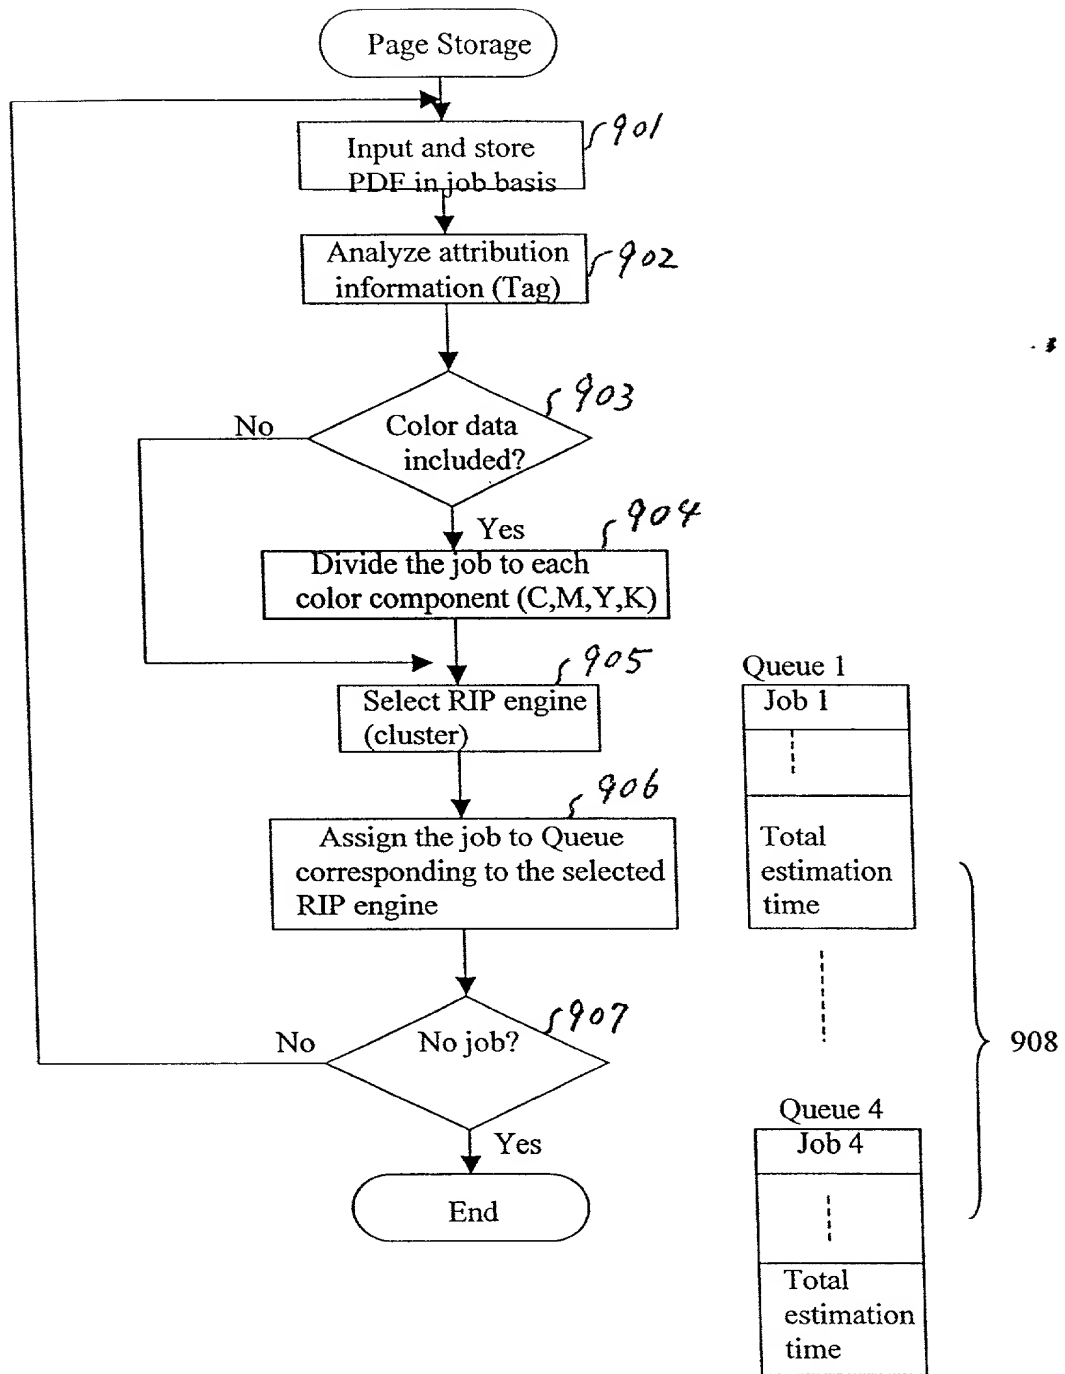 Page Storage
901
Input and store
PDF in job basis
902
Analyze attribution
information (Tag)
903
No
Color data
included?
Yes
904
Divide the job to each
color component (C,M,Y,K)
905
Select RIP engine
(cluster)
906
Assign the job to Queue
corresponding to the selected
RIP engine
907
No
No job?
Yes
End
Queue 1
Job 1
Total
estimation
time
908
Queue 4
Job 4
Total
estimation
time